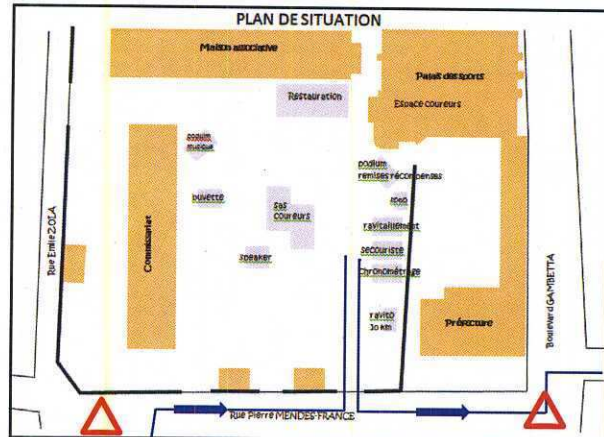 PLAN DE SITUATION
Maison associative
Palais des sports
Restauration
Espace coureurs
podium
musique
podium
remises récompenses
buvette
sas
coureurs
ravitaillement
speaker
secouriste
chronométrage
ravito
10 km
Commissariat
Préfecture
Rue Emile ZOLA
Boulevard GAMBETTA
Rue Pierre MENDES-FRANCE